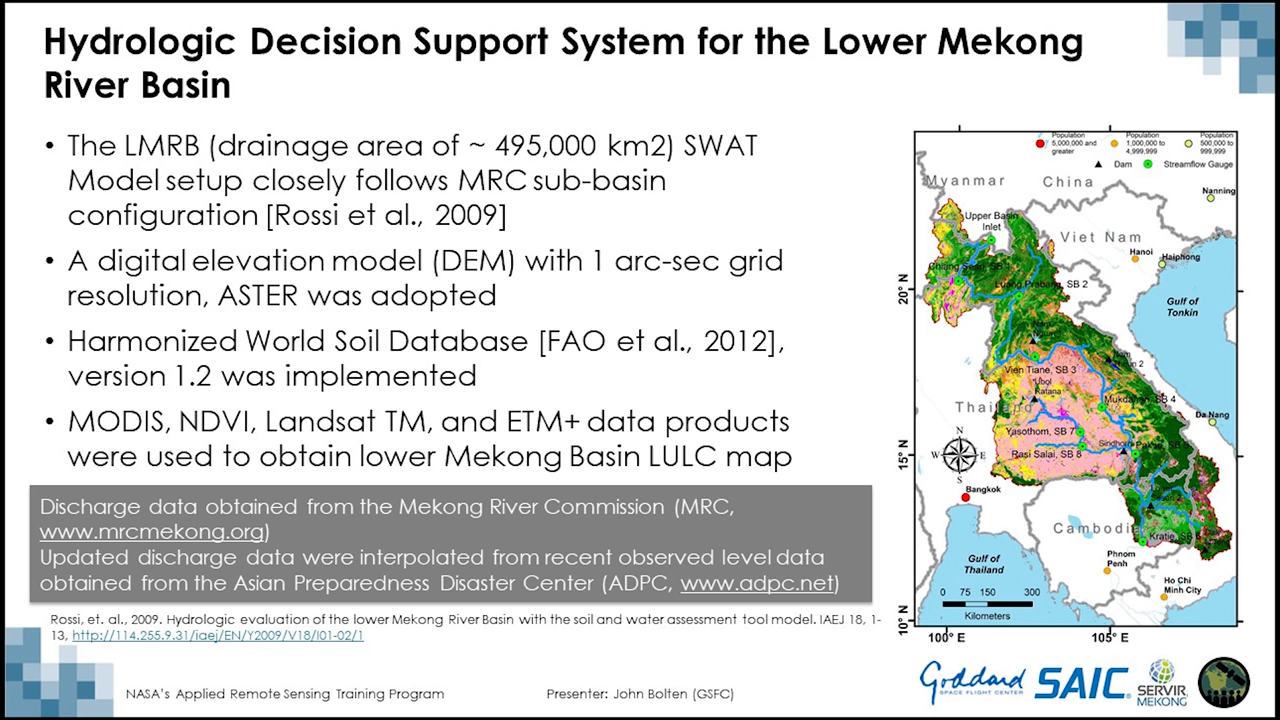 Hydrologic Decision Support System for the Lower Mekong
River Basin
• The LMRB (drainage area of ~ 495,000 km2) SWAT
Model setup closely follows MRC sub-basin
configuration [Rossi et al., 2009]
• A digital elevation model (DEM) with 1 arc-sec grid
resolution, ASTER was adopted
• Harmonized World Soil Database [FAO et al., 2012],
version 1.2 was implemented
• MODIS, NDVI, Landsat TM, and ETM+ data products
were used to obtain lower Mekong Basin LULC map
Discharge data obtained from the Mekong River Commission (MRC,
www.mrcmekong.org)
Updated discharge data were interpolated from recent observed level data
obtained from the Asian Preparedness Disaster Center (ADPC, www.adpc.net)
Rossi, et. al., 2009. Hydrologic evaluation of the lower Mekong River Basin with the soil and water assessment tool model. IAEJ 18, 1-
13, http://114.255.9.31/iaej/EN/Y2009/V18/I01-02/1
Population
5,000,000 and
greater
Population
1,000,000 to
4,999,999
Population
500,000 to
999,999
Dam
Streamflow Gauge
Myanmar
China
Nanning
Upper Basin
Inlet
Viet Nam
Hanoi
Haiphong
Luang Prabang, SB 2
20° N
Gulf of
Tonkin
Vien Tiane, SB 3
Ubol
Ratana
Mukdahan, SB 4
Thailand
Da Nang
Yasothom, SB 7
Rasi Salai, SB 8
15° N
N
W
E
S
Bangkok
Cambodia
Kratie, SB 6
Gulf of
Thailand
Phnom
Penh
Ho Chi
Minh City
0 75 150 300
Kilometers
10° N
100° E
105° E
NASA's Applied Remote Sensing Training Program
Presenter: John Bolten (GSFC)
Goddard
SPACE FLIGHT CENTER
SAIC
SERVIR
MEKONG